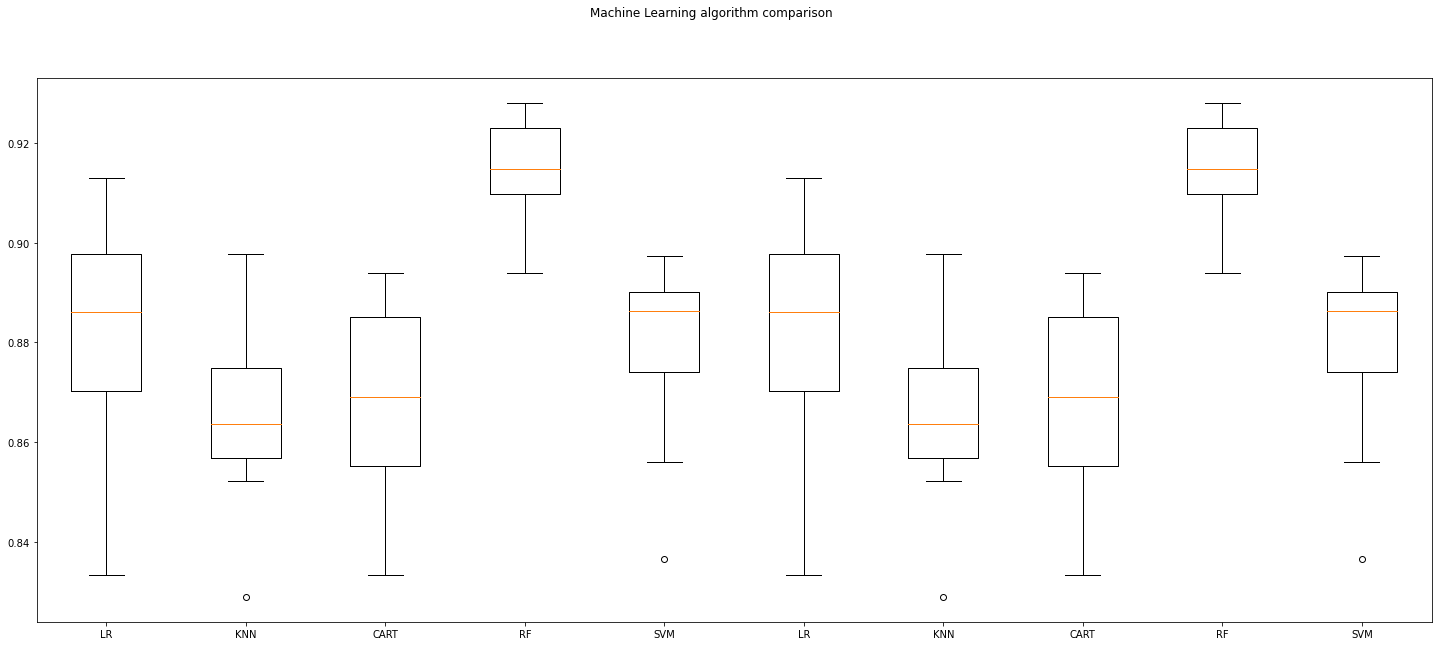 Machine Learning algorithm comparison
0.92
0.90
0.88
0.86
0.84
LR KNN CART RF SVM LR KNN CART RF SVM